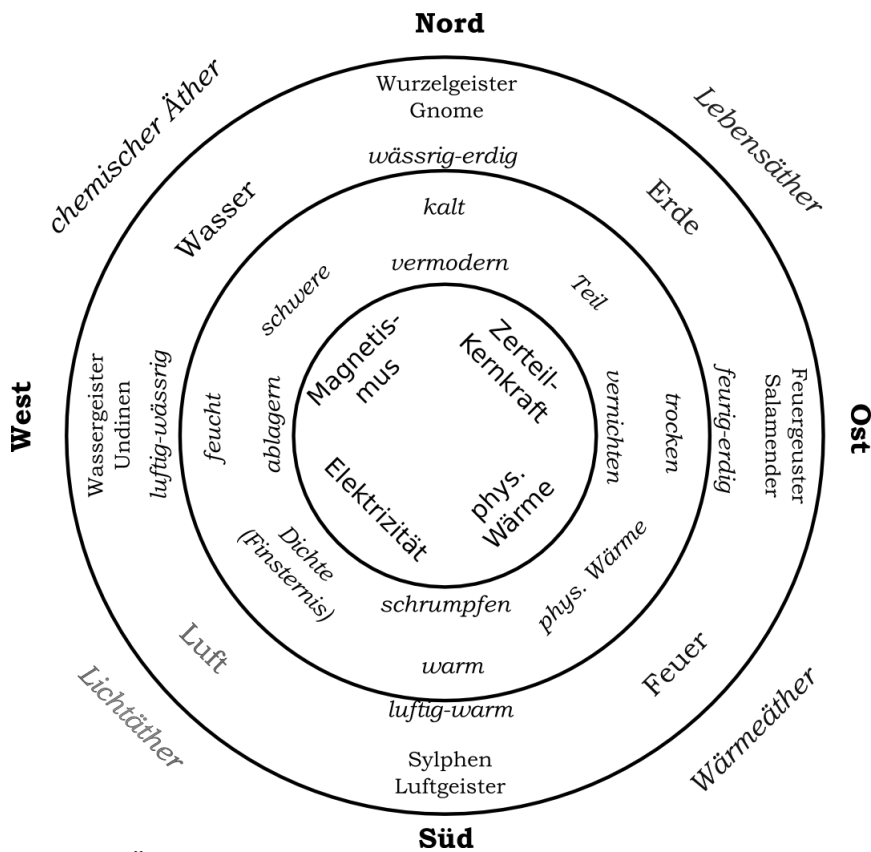 Nord
chemischer Äther
Lebensäther
Wurzelgeister
Gnome
wässrig-erdig
Wasser
Erde
kalt
vermodern
schwere
Teil
Magnetis-
mus
Zerteil-
Kernkraft
West
Wassergeister
Undinen
luftig-wässrig
feucht
ablagern
vernichten
trocken
feurig-erdig
Feuergeuster
Salamender
Ost
Elektrizität
phys.
Wärme
Dichte
(Finsternis)
phys. Wärme
schrumpfen
warm
Luft
Feuer
luftig-warm
Lichtäther
Wärmeäther
Sylphen
Luftgeister
Süd